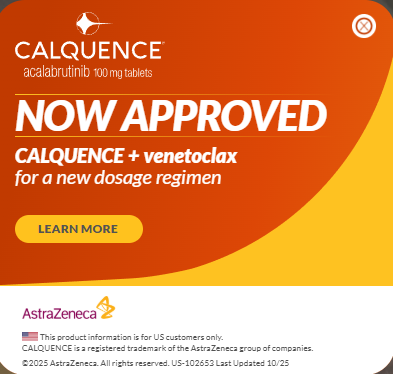 CALQUENCE
acalabrutinib 100 mg tablets
NOW APPROVED
CALQUENCE + venetoclax
for a new dosage regimen
LEARN MORE
AstraZeneca
This product information is for US customers only.
CALQUENCE is a registered trademark of the AstraZeneca group of companies.
©2025 AstraZeneca. All rights reserved. US-102653 Last Updated 10/25